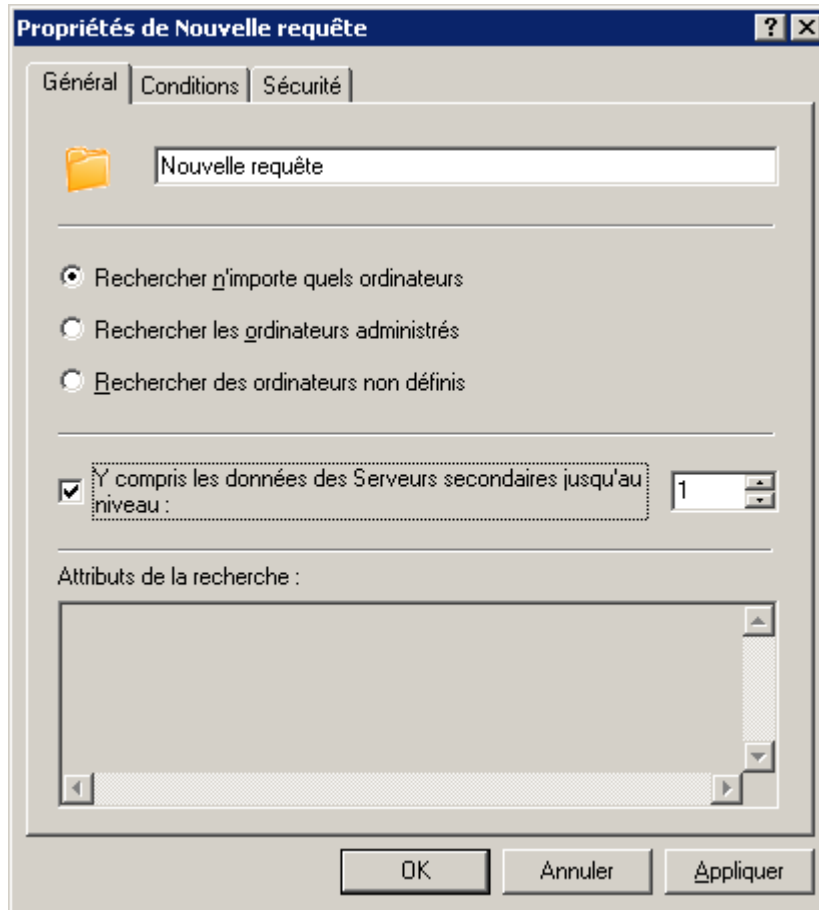 Propriétés de Nouvelle requête
Général Conditions Sécurité
Nouvelle requête
Rechercher n'importe quels ordinateurs
Rechercher les ordinateurs administrés
Rechercher des ordinateurs non définis
Y compris les données des Serveurs secondaires jusqu'au
niveau :
1
Attributs de la recherche :
OK Annuler Appliquer